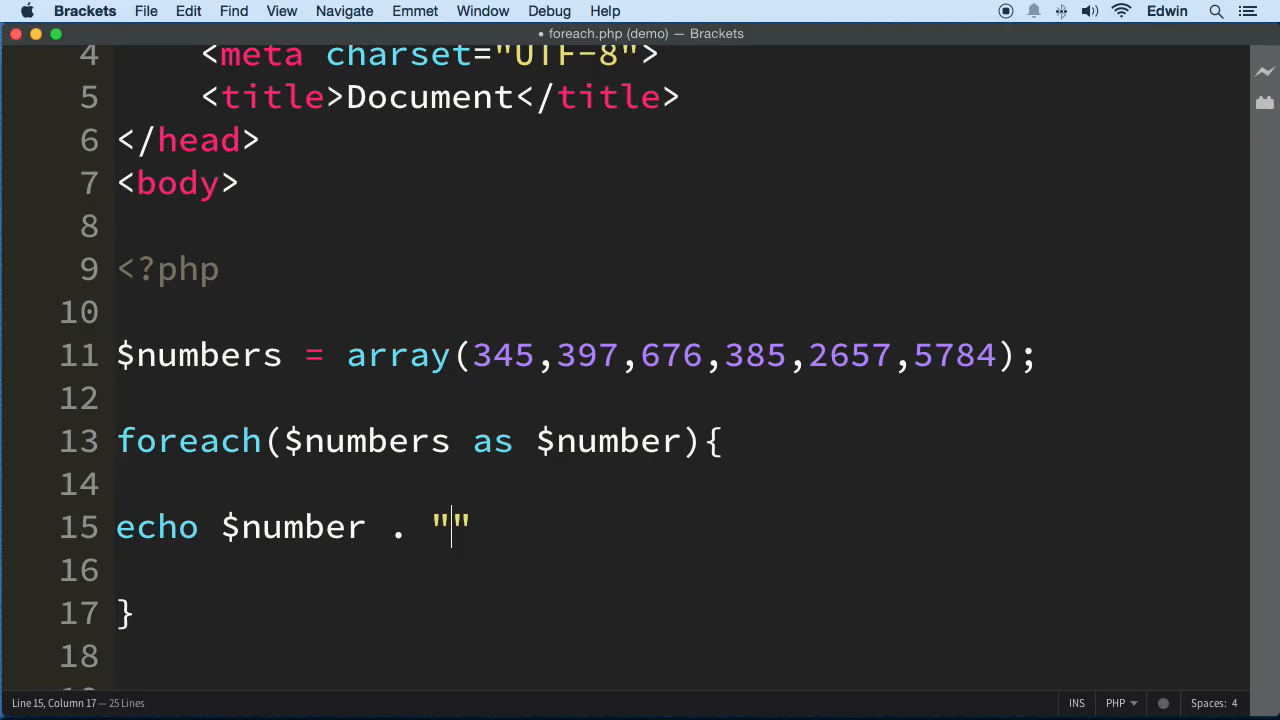 Brackets File Edit Find View Navigate Emmet Window Debug Help Edwin
• foreach.php (demo) — Brackets
4 <meta charset="UTF-8">
5 <title>Document</title>
6 </head>
7 <body>
8
9 <?php
10
11 $numbers = array(345,397,676,385,2657,5784);
12
13 foreach($numbers as $number){
14
15 echo $number . ""
16
17 }
18
Line 15, Column 17 — 25 Lines INS PHP Spaces: 4